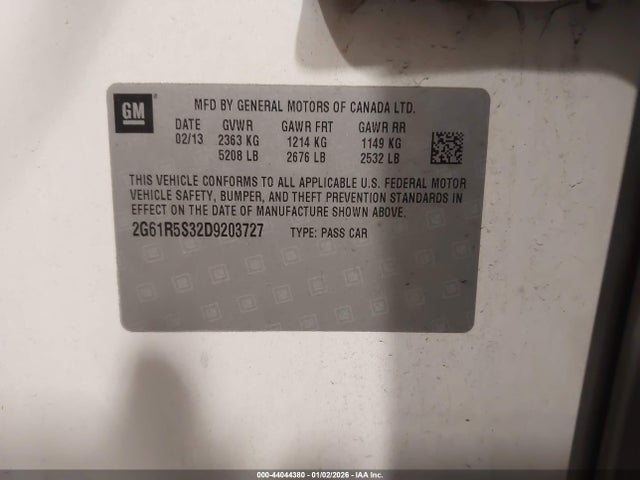 GM
MFD BY GENERAL MOTORS OF CANADA LTD.
DATE GVWR GAWR FRT GAWR RR
02/13 2363 KG 1214 KG 1149 KG
5208 LB 2676 LB 2532 LB
THIS VEHICLE CONFORMS TO ALL APPLICABLE U.S. FEDERAL MOTOR
VEHICLE SAFETY, BUMPER, AND THEFT PREVENTION STANDARDS IN
EFFECT ON THE DATE OF MANUFACTURE SHOWN ABOVE.
2G61R5S32D9203727 TYPE: PASS CAR
000-44044380 - 01/02/2026 - IAA Inc.